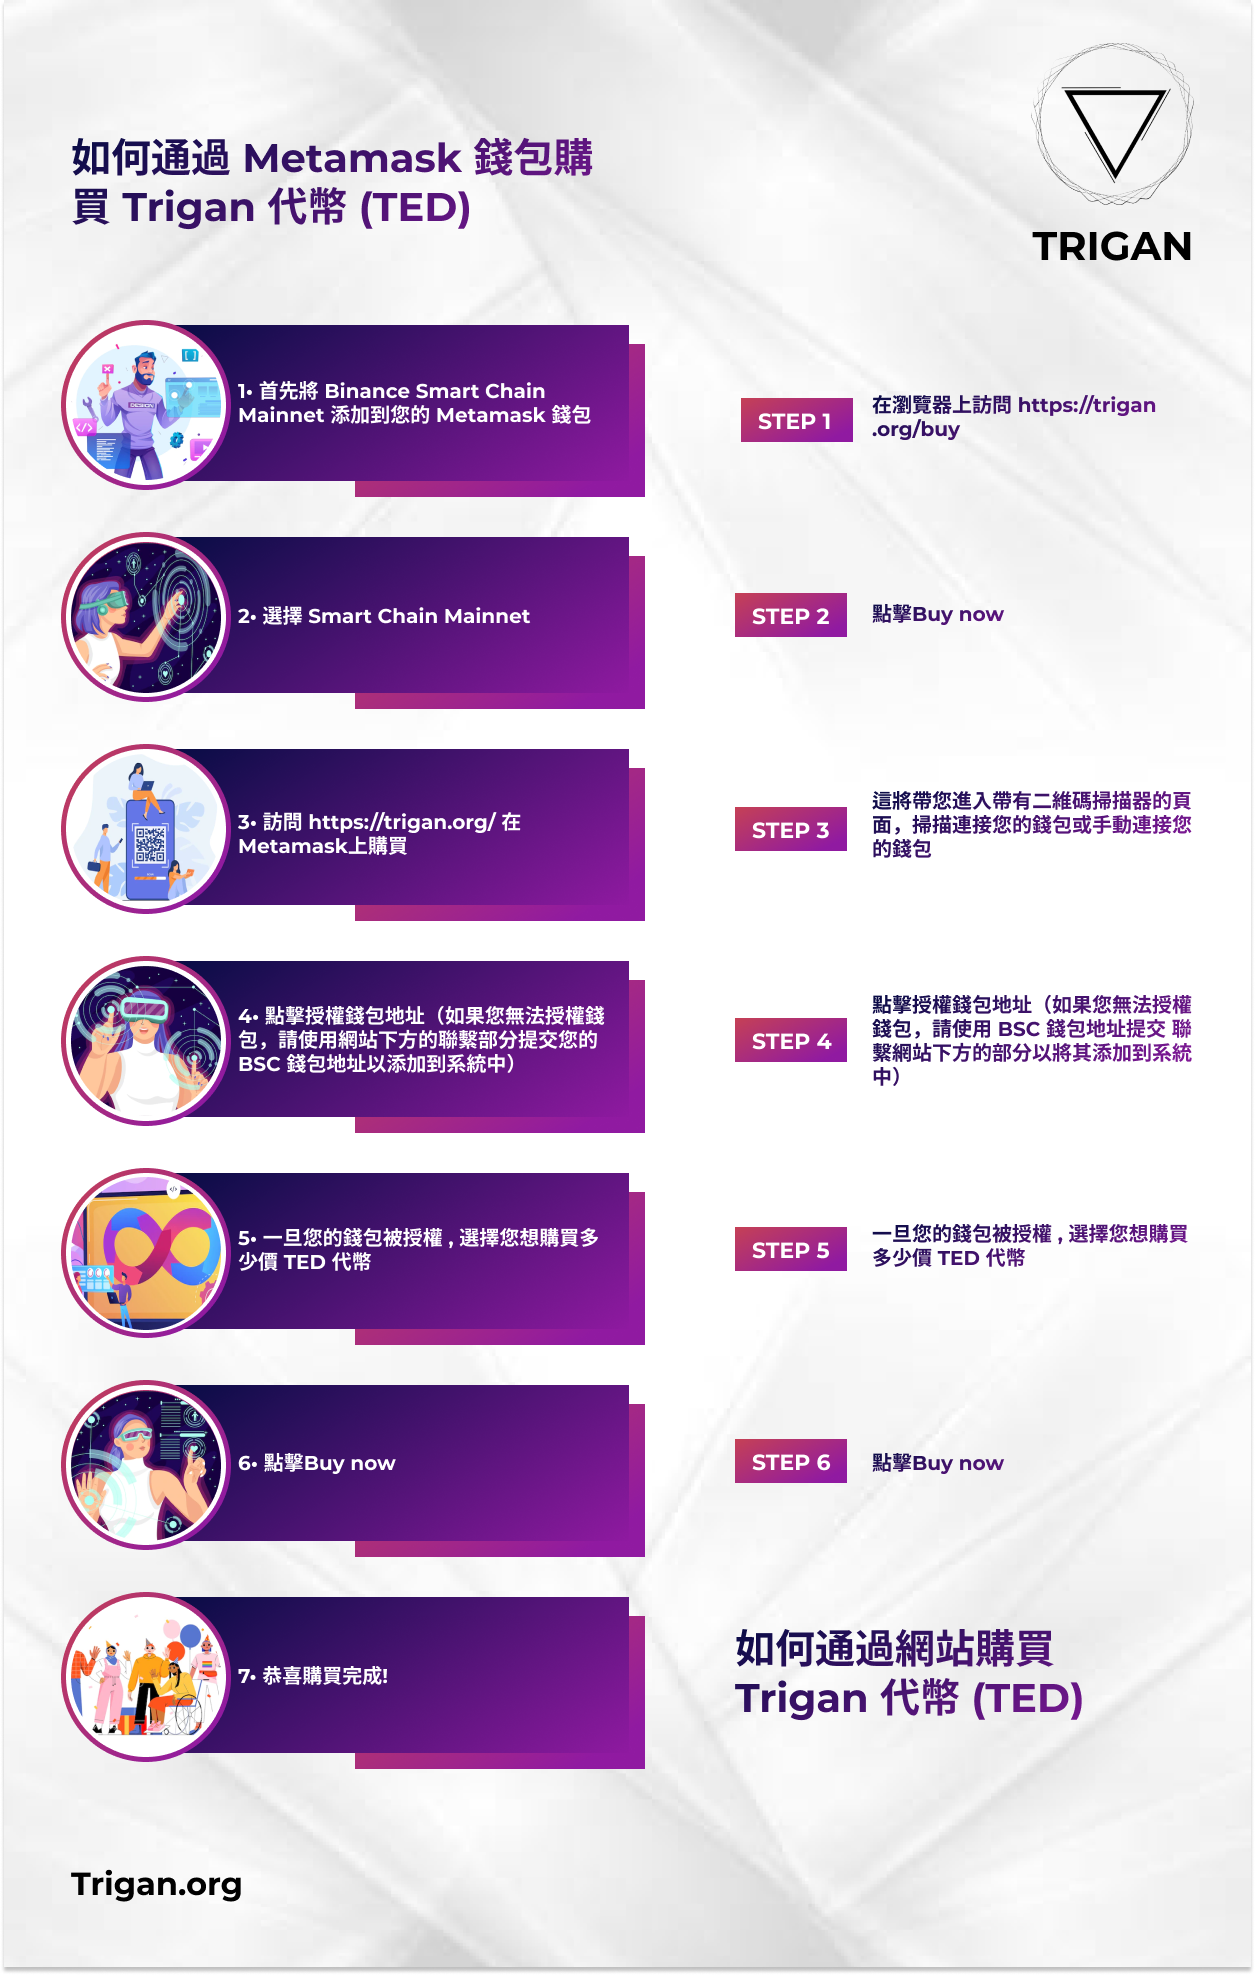 如何通過 Metamask 錢包購
買 Trigan 代幣 (TED)
TRIGAN
1• 首先將 Binance Smart Chain
Mainnet 添加到您的 Metamask 錢包
2• 選擇 Smart Chain Mainnet
3• 訪問 https://trigan.org/ 在
Metamask上購買
4• 點擊授權錢包地址（如果您無法授權錢
包，請使用網站下方的聯繫部分提交您的
BSC 錢包地址以添加到系統中）
5• 一旦您的錢包被授權 , 選擇您想購買多
少價 TED 代幣
6• 點擊Buy now
7• 恭喜購買完成!
STEP 1
在瀏覽器上訪問 https://trigan
.org/buy
STEP 2
點擊Buy now
STEP 3
這將帶您進入帶有二維碼掃描器的頁
面，掃描連接您的錢包或手動連接您
的錢包
STEP 4
點擊授權錢包地址（如果您無法授權
錢包，請使用 BSC 錢包地址提交 聯
繫網站下方的部分以將其添加到系統
中）
STEP 5
一旦您的錢包被授權 , 選擇您想購買
多少價 TED 代幣
STEP 6
點擊Buy now
如何通過網站購買
Trigan 代幣 (TED)
Trigan.org
DESIGN